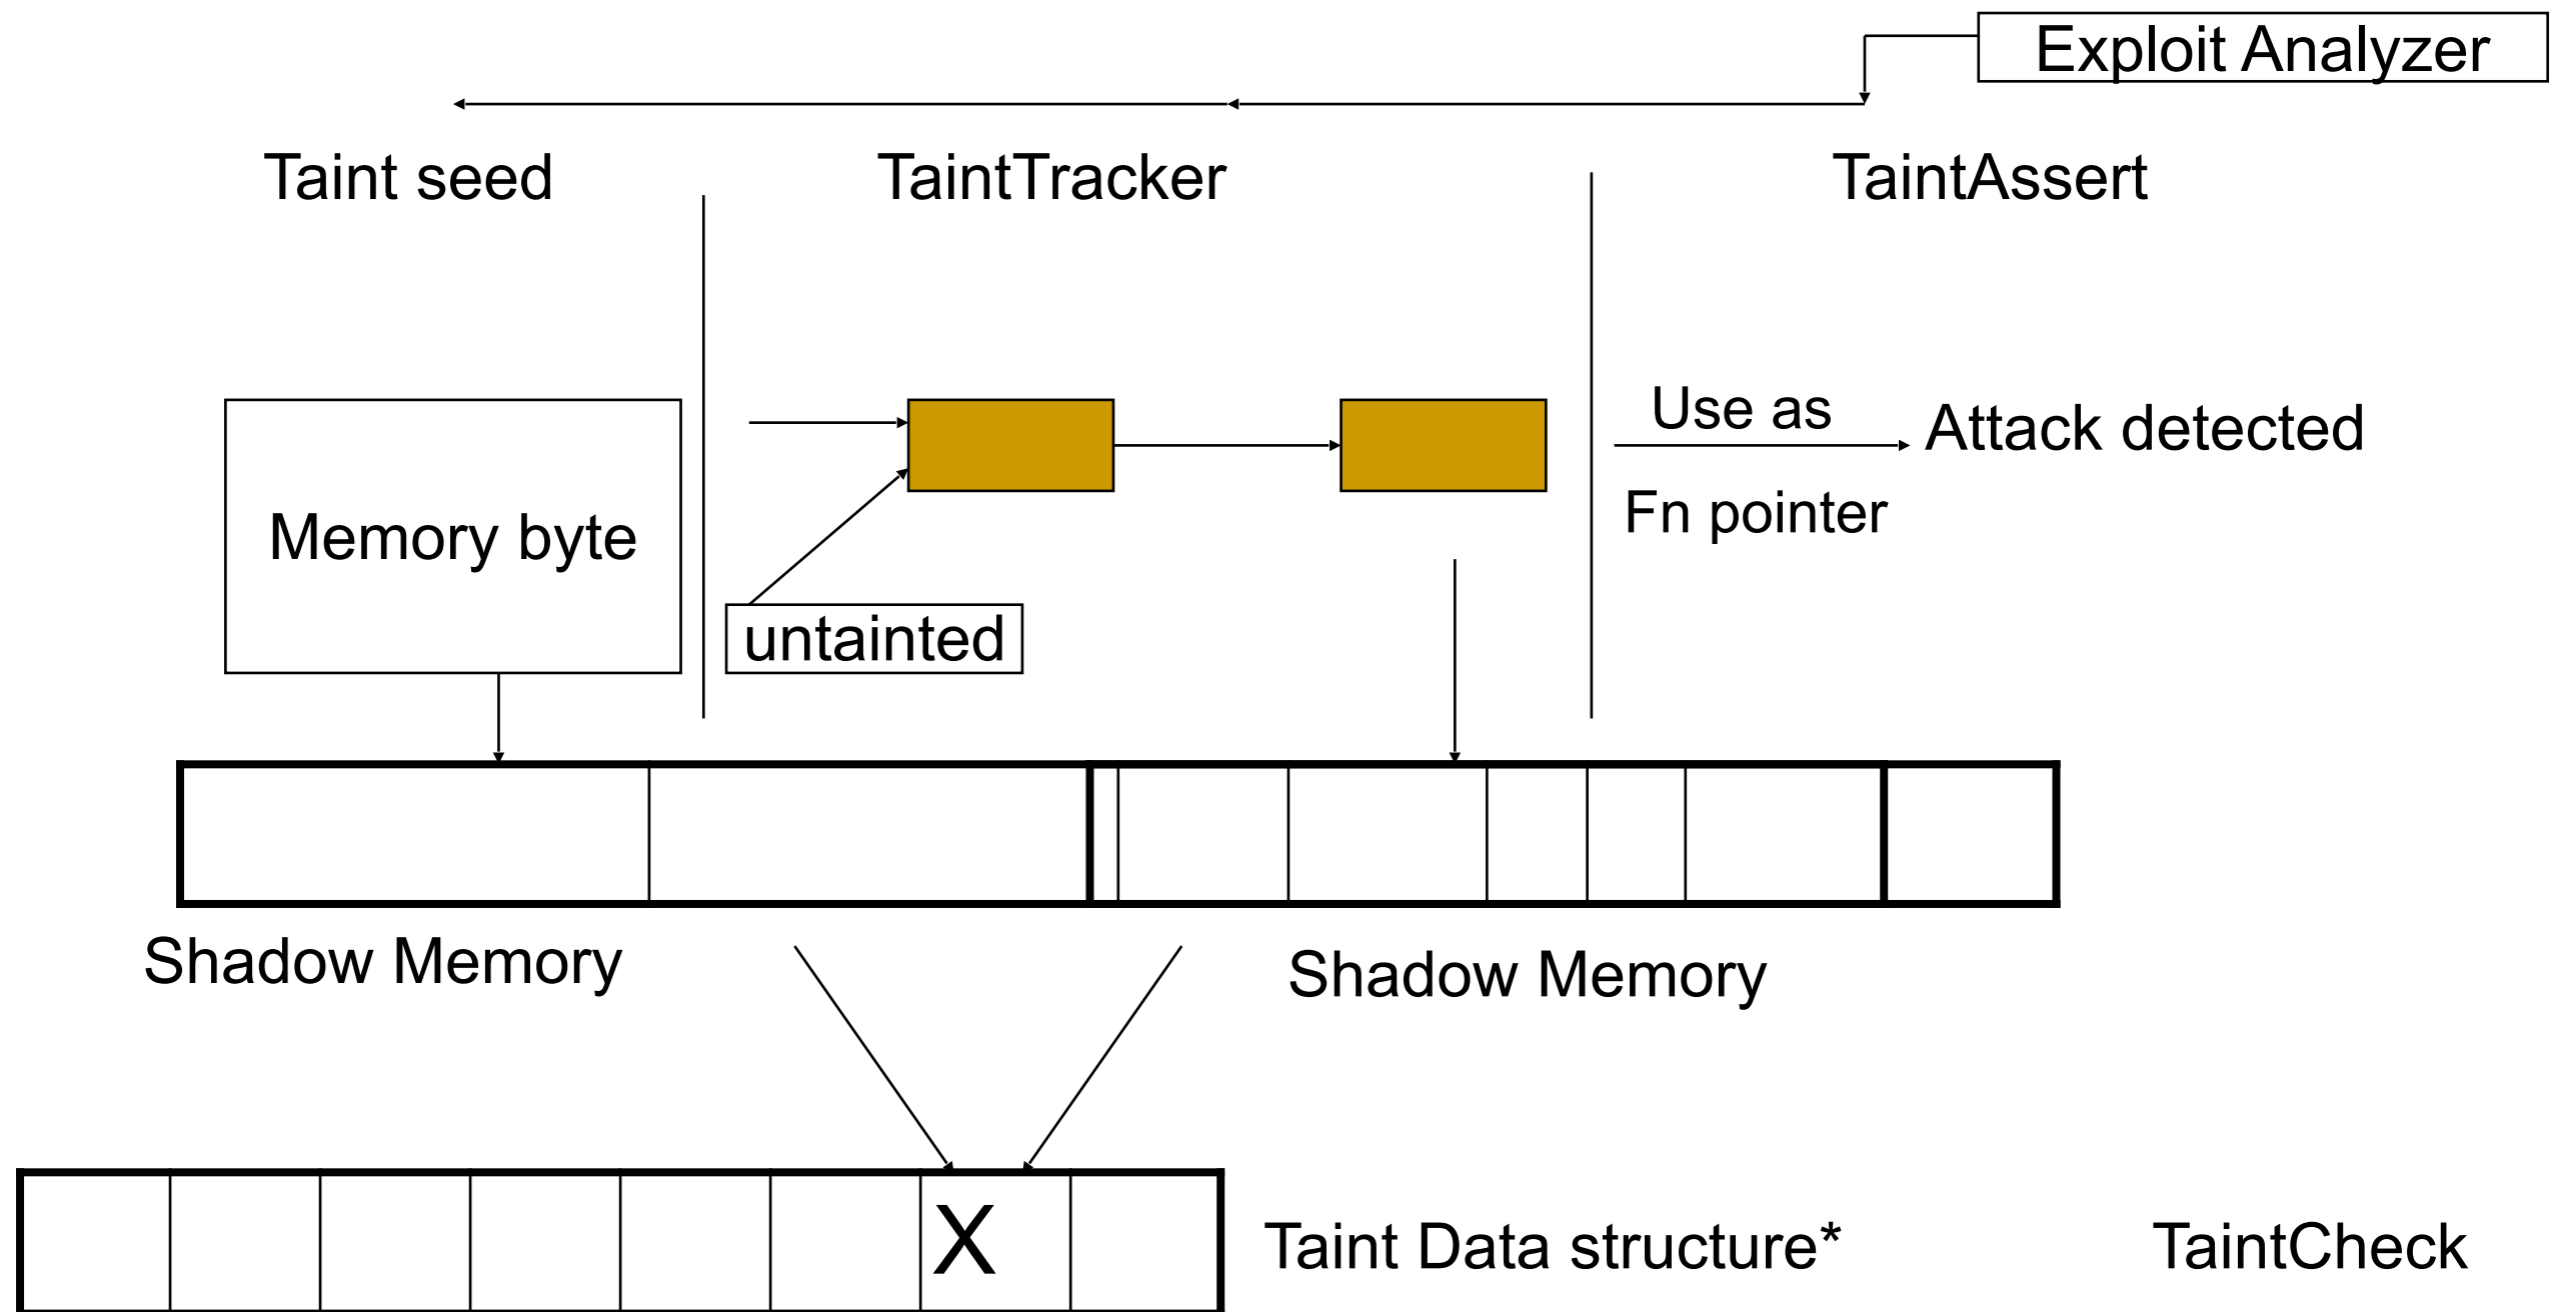 Exploit Analyzer
Taint seed
TaintTracker
TaintAssert
Use as
Attack detected
Memory byte
Fn pointer
untainted
Shadow Memory
Shadow Memory
X
Taint Data structure*
TaintCheck